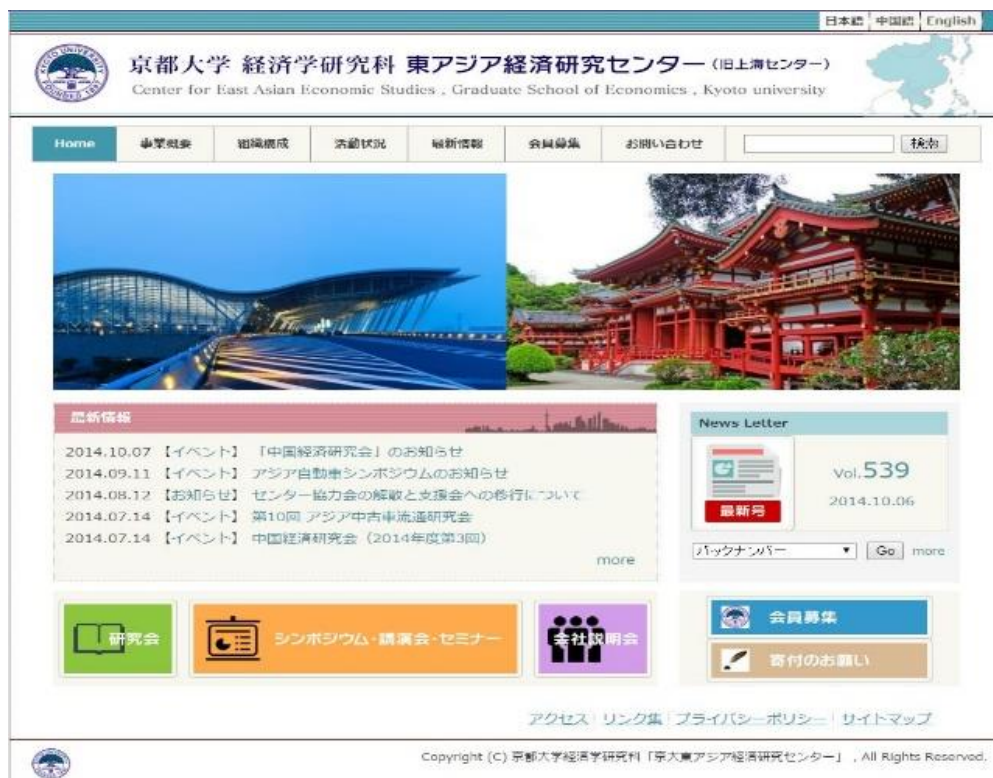 日本語 中国語 English
京都大学 経済学研究科 東アジア経済研究センター (旧上海センター)
Center for East Asian Economic Studies , Graduate School of Economics , Kyoto university
KYOTO UNIVERSITY FOUNDED 1897
Home 事業概要 組織構成 活動状況 最新情報 会員募集 お問い合わせ 検索
最新情報
2014.10.07 【イベント】 「中国経済研究会」のお知らせ
2014.09.11 【イベント】 アジア自動車シンポジウムのお知らせ
2014.08.12 【お知らせ】 センター協力会の解散と支援会への移行について
2014.07.14 【イベント】 第10回 アジア中古車流通研究会
2014.07.14 【イベント】 中国経済研究会（2014年度第3回）
more
News Letter
Vol.539
2014.10.06
最新号
バックナンバー Go more
研究会
シンポジウム・講演会・セミナー
会社説明会
会員募集
寄付のお願い
アクセス リンク集 プライバシーポリシー サイトマップ
Copyright (C) 京都大学経済学研究科「京大東アジア経済研究センター」 , All Rights Reserved.